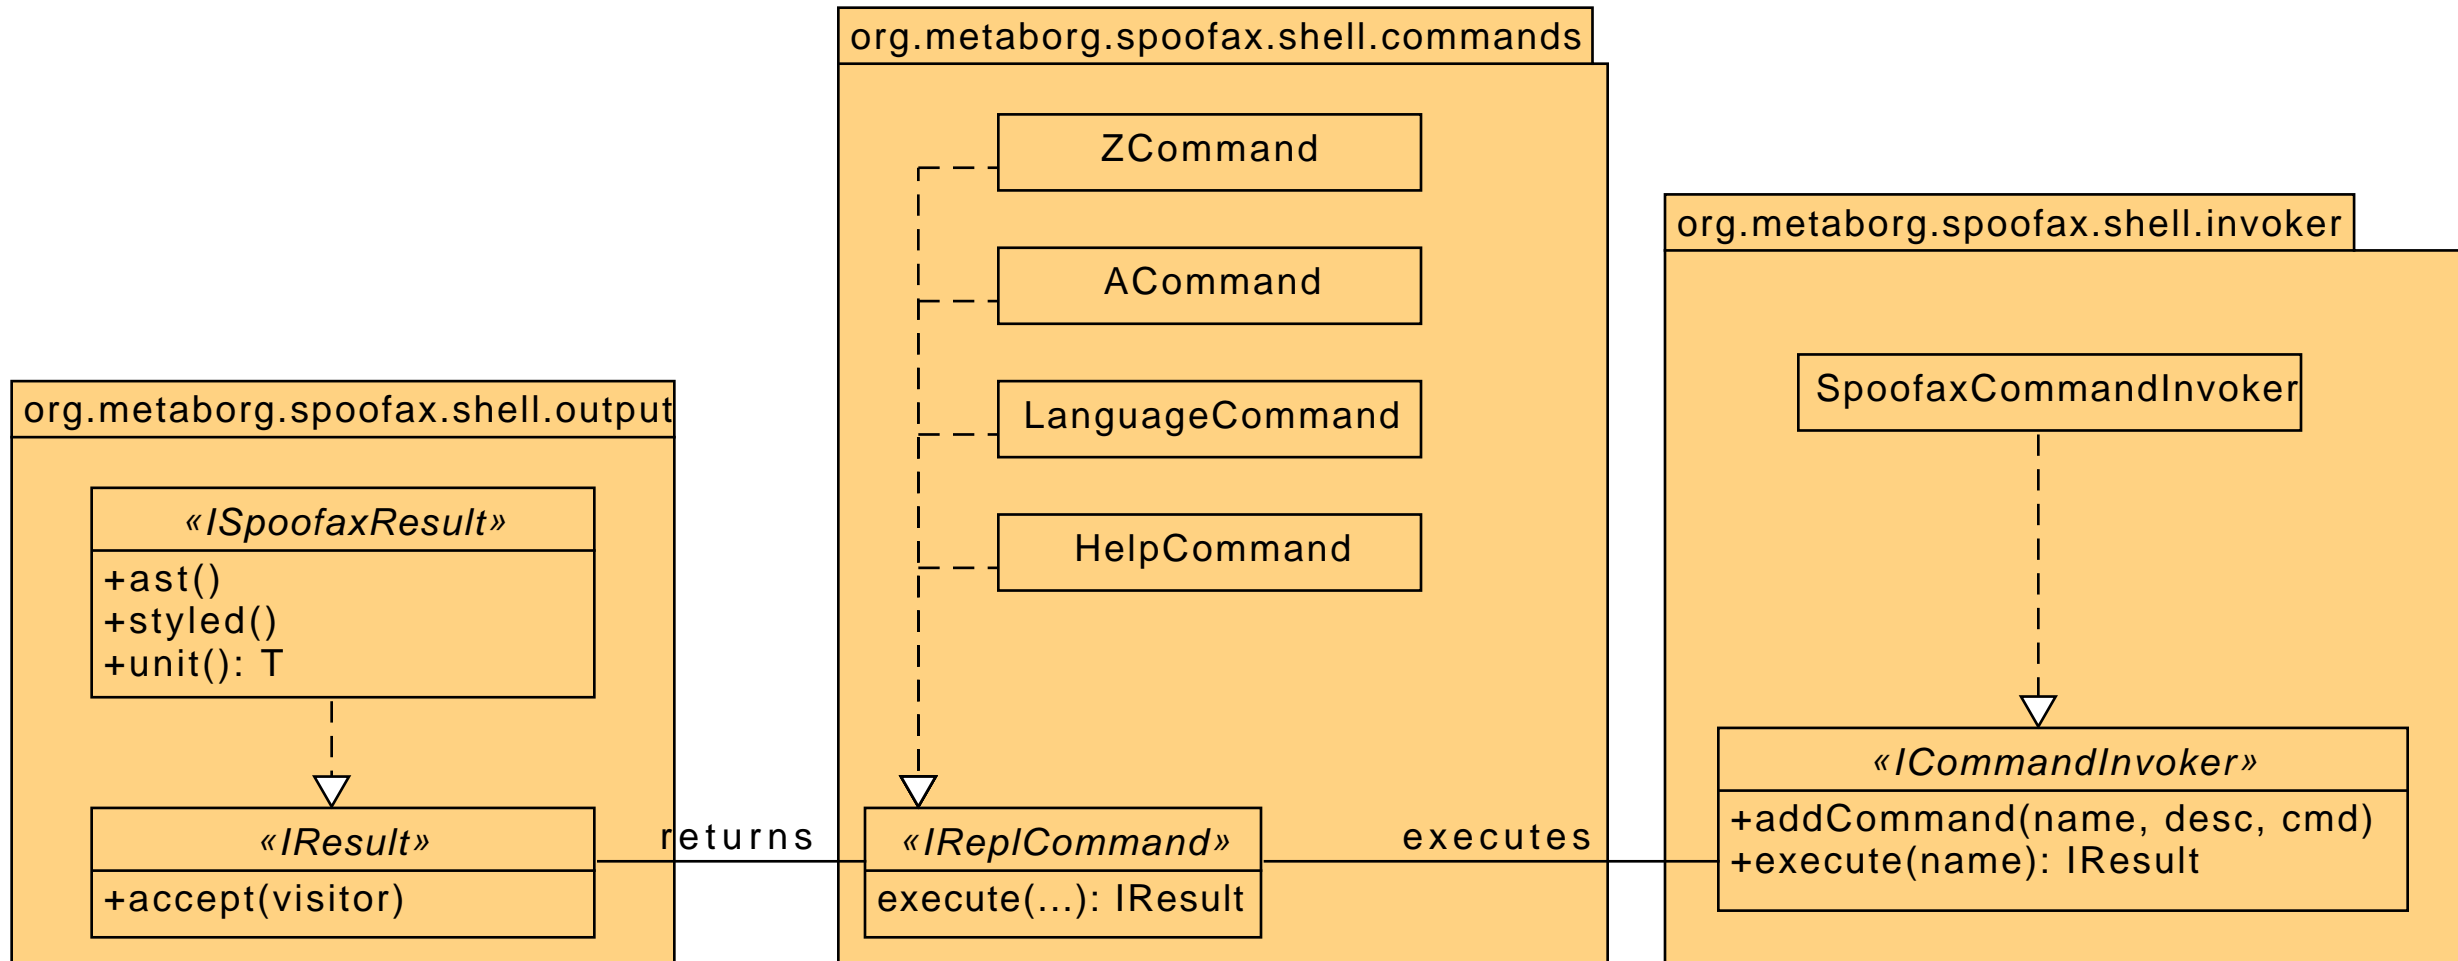 org.metaborg.spoofax.shell.commands
ZCommand
ACommand
LanguageCommand
HelpCommand
«IReplCommand»
execute(...): IResult
org.metaborg.spoofax.shell.output
«ISpoofaxResult»
+ast()
+styled()
+unit(): T
«IResult»
+accept(visitor)
returns
executes
org.metaborg.spoofax.shell.invoker
SpoofaxCommandInvoker
«ICommandInvoker»
+addCommand(name, desc, cmd)
+execute(name): IResult